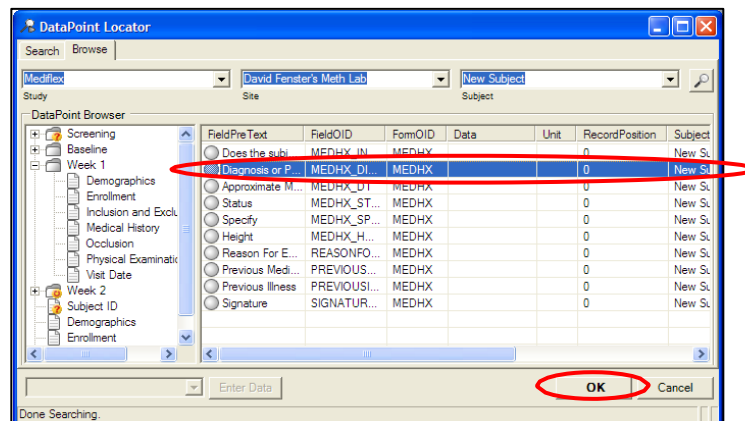 DataPoint Locator
Search Browse
Mediflex David Fenster's Meth Lab New Subject
Study Site Subject
DataPoint Browser
Screening
Baseline
Week 1
Demographics
Enrollment
Inclusion and Exclu
Medical History
Occlusion
Physical Examinatic
Visit Date
Week 2
Subject ID
Demographics
Enrollment
FieldPreText FieldOID FormOID Data Unit RecordPosition Subject
Does the subj... MEDHX_IN... MEDHX 0 New Su
Diagnosis or P... MEDHX_DI... MEDHX 0 New Su
Approximate M... MEDHX_DT MEDHX 0 New Su
Status MEDHX_ST... MEDHX 0 New Su
Specify MEDHX_SP... MEDHX 0 New Su
Height MEDHX_H... MEDHX 0 New Su
Reason For E... REASONFO... MEDHX 0 New Su
Previous Medi... PREVIOUS... MEDHX 0 New Su
Previous Illness PREVIOUSI... MEDHX 0 New Su
Signature SIGNATUR... MEDHX 0 New Su
Enter Data OK Cancel
Done Searching.